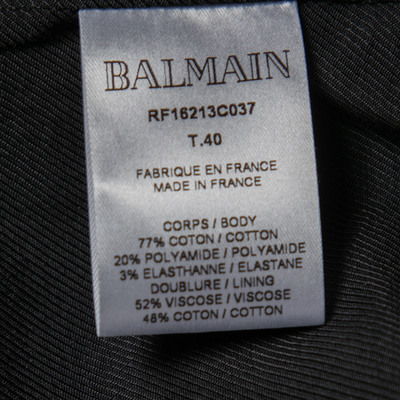 BALMAIN
RF16213C037
T.40
FABRIQUE EN FRANCE
MADE IN FRANCE
CORPS / BODY
77% COTON / COTTON
20% POLYAMIDE / POLYAMIDE
3% ELASTHANNE / ELASTANE
DOUBLURE / LINING
52% VISCOSE / VISCOSE
48% COTON / COTTON